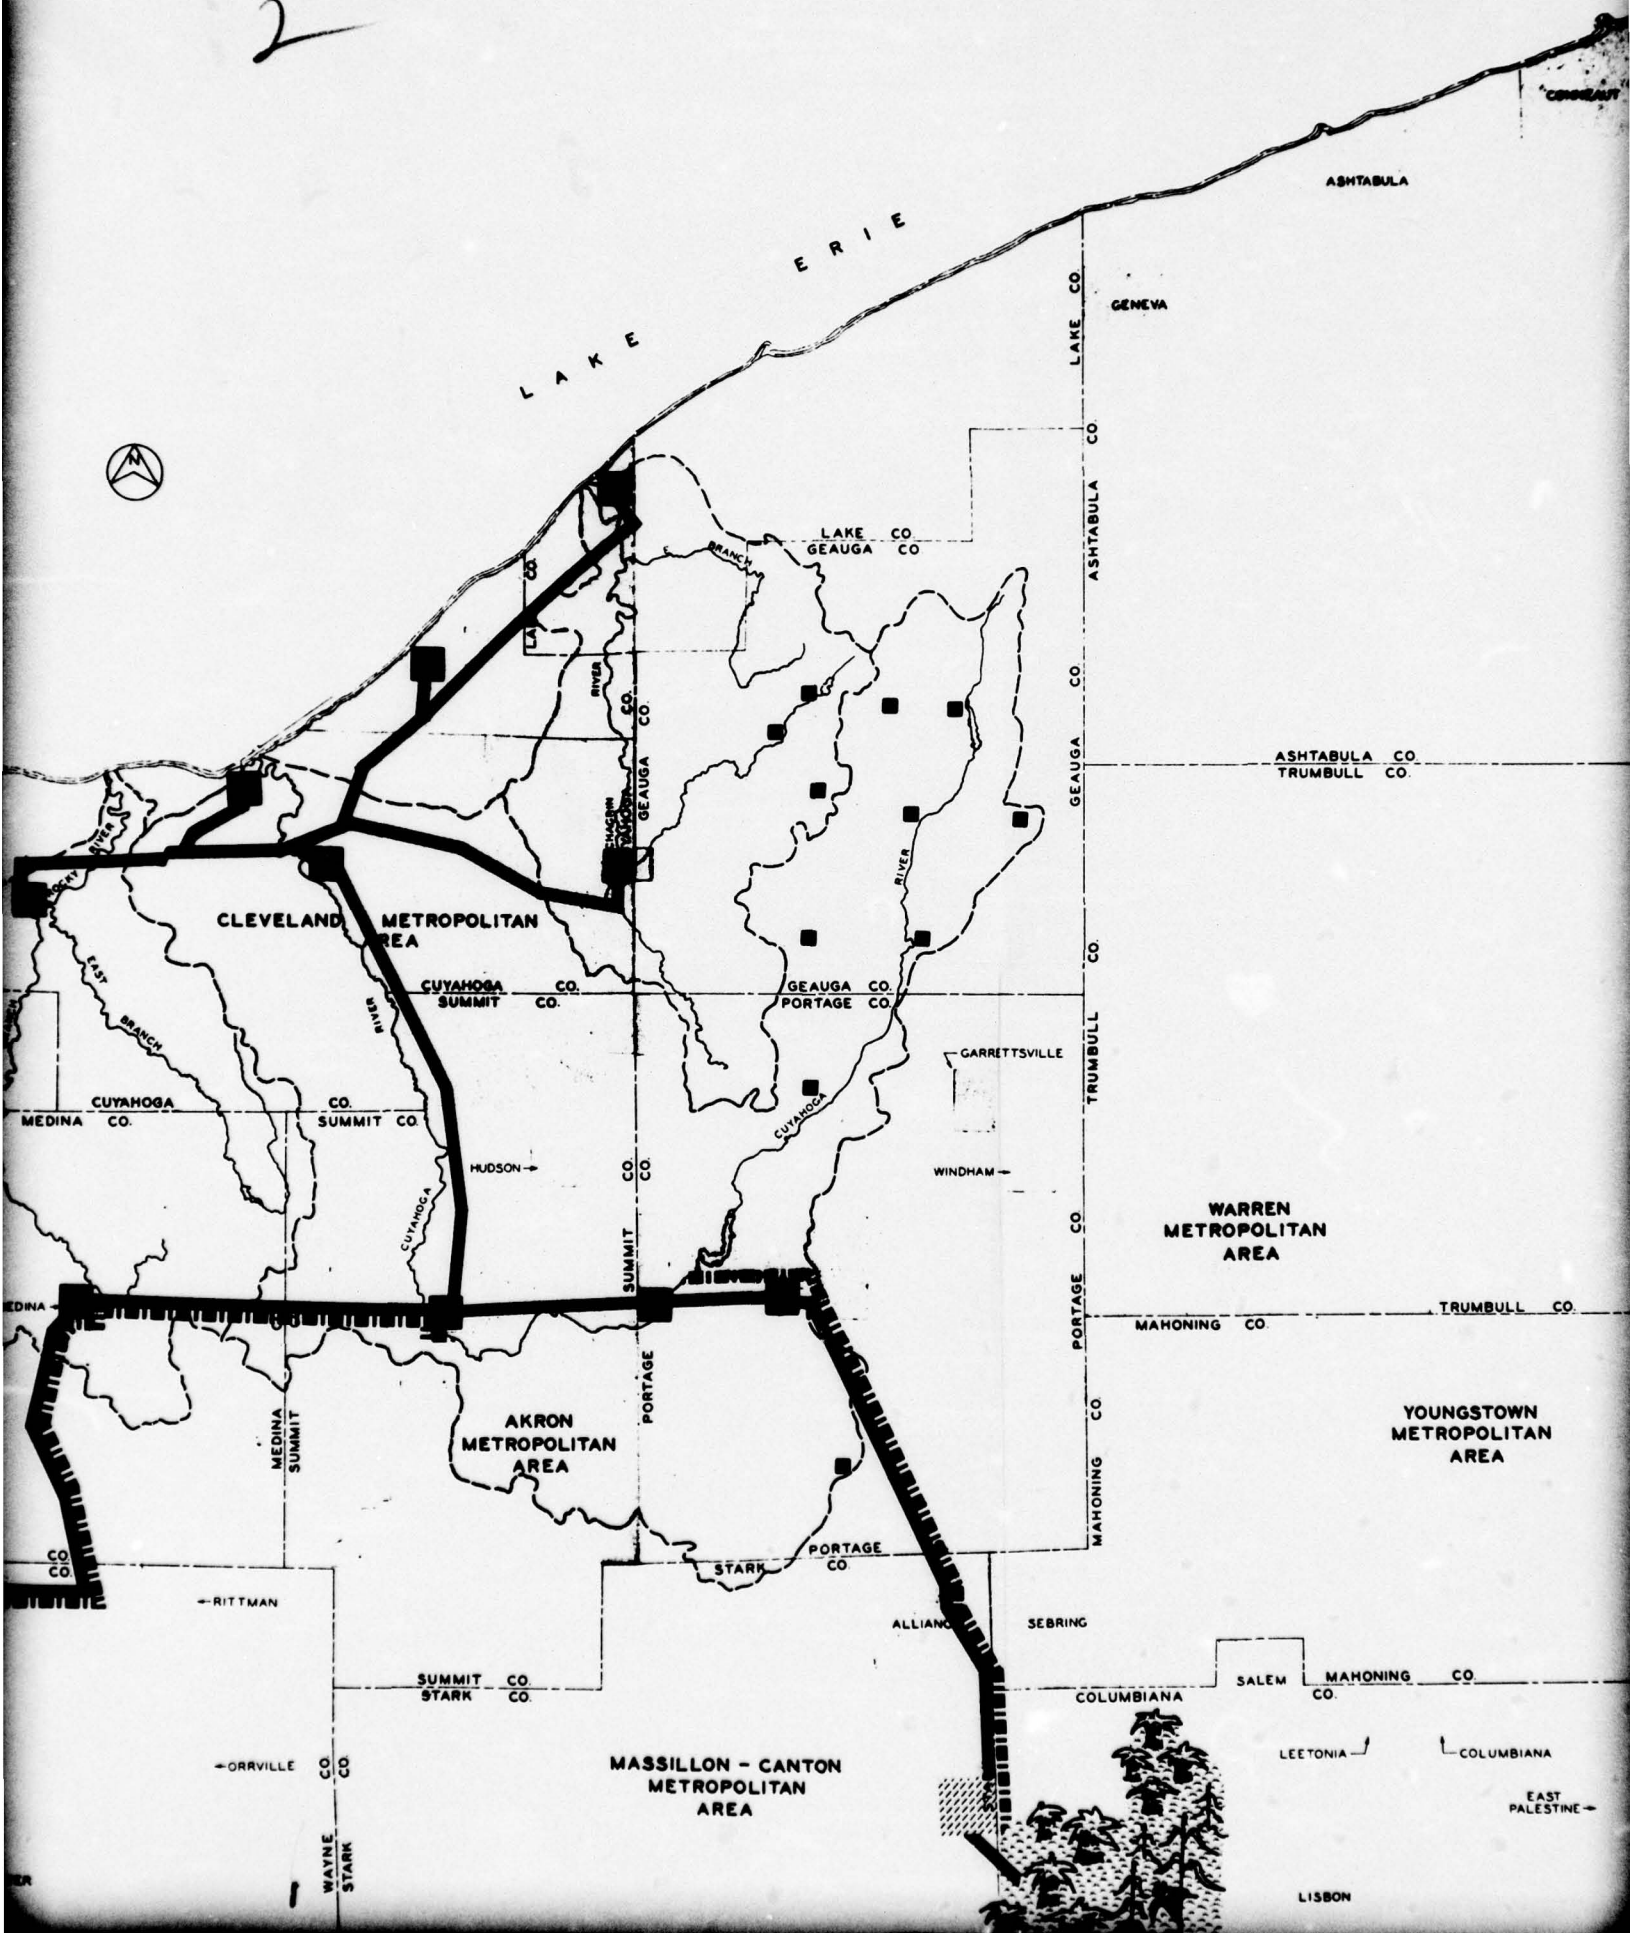 2
CONNEAUT
ASHTABULA
LAKE ERIE
GENEVA
LAKE CO.
ASHTABULA CO.
N
LAKE CO.
GEAUGA CO
BRANCH
CO.
RIVER
CO.
GEAUGA CO.
GEAUGA CO
ASHTABULA CO.
TRUMBULL CO.
ROCKY RIVER
CHAGRIN
RIVER
CLEVELAND METROPOLITAN
EAST
BRANCH
RIVER
CUYAHOGA CO.
SUMMIT CO.
GEAUGA CO.
PORTAGE CO.
TRUMBULL CO.
GARRETTSVILLE
CUYAHOGA CO.
MEDINA CO.
SUMMIT CO.
CUYAHOGA
HUDSON→
WINDHAM→
CUYAHOGA
SUMMIT CO.
PORTAGE CO.
WARREN
METROPOLITAN
AREA
PORTAGE CO.
MAHONING CO.
TRUMBULL CO.
MAHONING CO.
AKRON
METROPOLITAN
AREA
YOUNGSTOWN
METROPOLITAN
AREA
MEDINA
SUMMIT
CO.
CO.
PORTAGE
STARK CO.
←RITTMAN
SEBRING
SUMMIT CO.
STARK CO.
SALEM
MAHONING CO.
COLUMBIANA CO.
←ORRVILLE
WAYNE CO.
STARK CO.
MASSILLON - CANTON
METROPOLITAN
AREA
LEETONIA
COLUMBIANA
EAST
PALESTINE→
LISBON